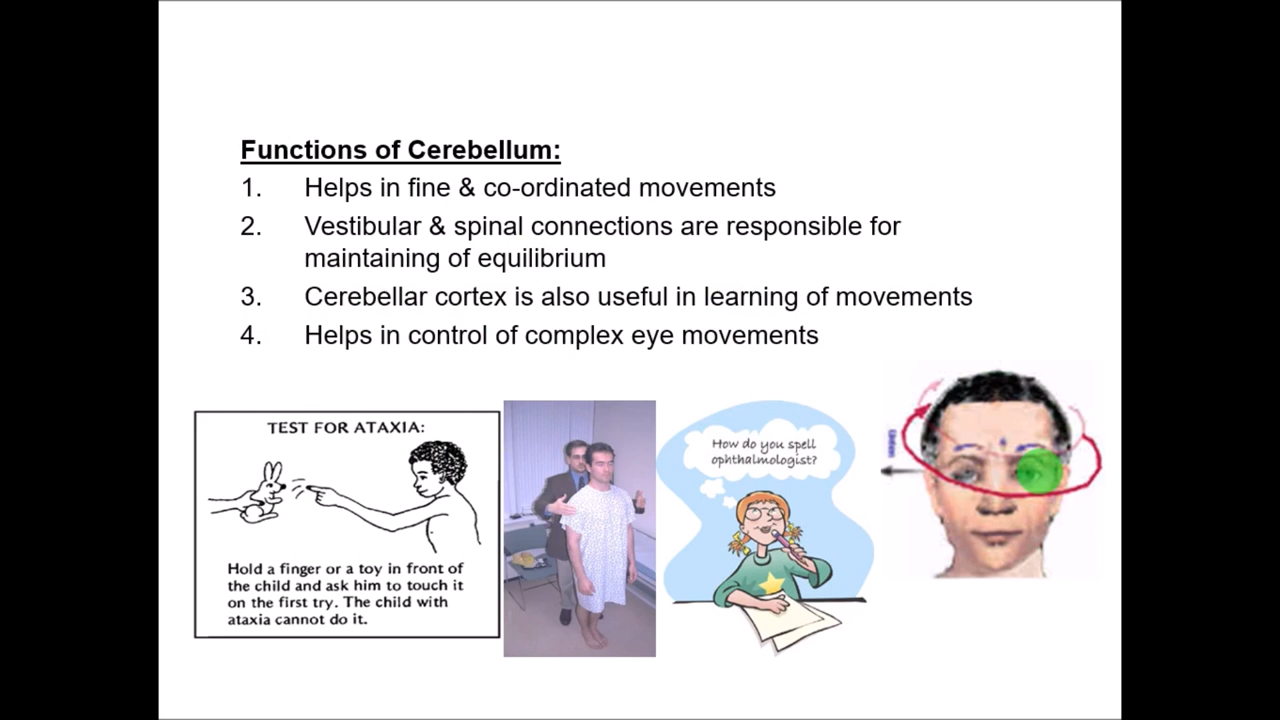 Functions of Cerebellum:
1. Helps in fine & co-ordinated movements
2. Vestibular & spinal connections are responsible for
maintaining of equilibrium
3. Cerebellar cortex is also useful in learning of movements
4. Helps in control of complex eye movements
TEST FOR ATAXIA:
Hold a finger or a toy in front of
the child and ask him to touch it
on the first try. The child with
ataxia cannot do it.
How do you spell
ophthalmologist?